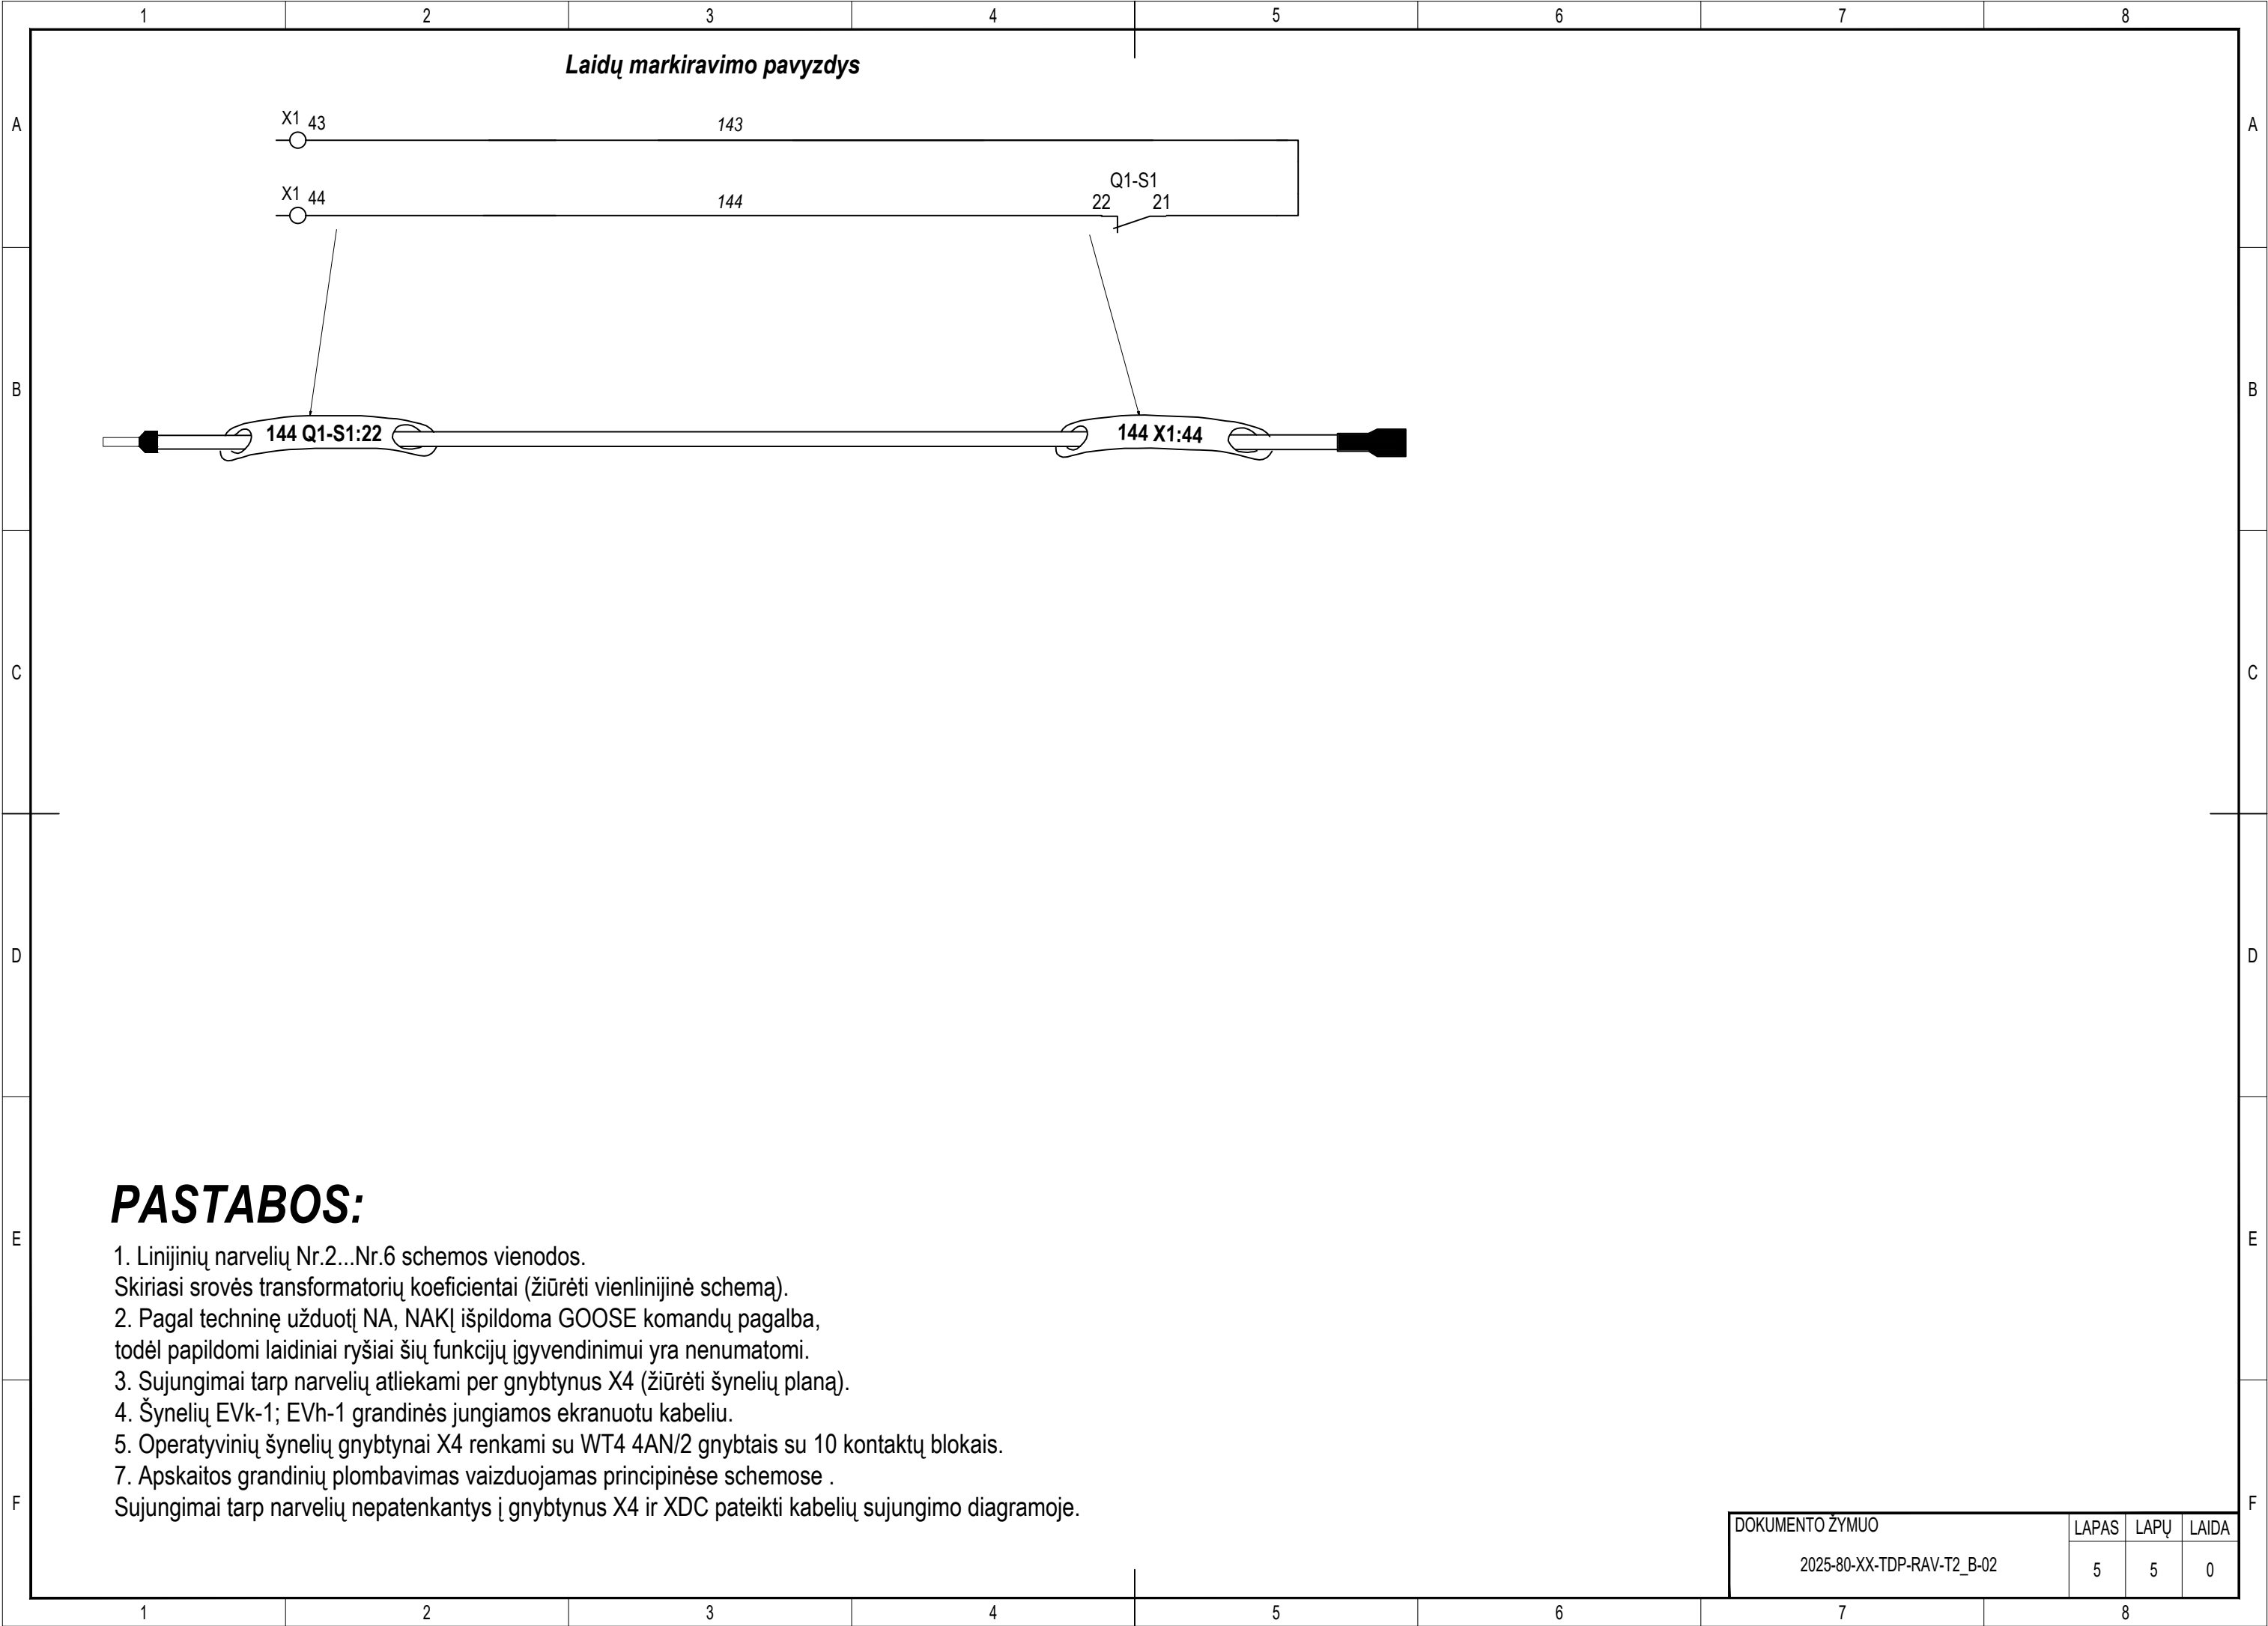 1 2 3 4 5 6 7 8
Laidų markiravimo pavyzdys
A A
X1 43 143
Q1-S1
X1 44 144 22 21
B B
144 Q1-S1:22 144 X1:44
C C
D D
PASTABOS:
E E
1. Linijinių narvelių Nr.2...Nr.6 schemos vienodos.
Skiriasi srovės transformatorių koeficientai (žiūrėti vienlinijinė schemą).
2. Pagal techninę užduotį NA, NAKĮ išpildoma GOOSE komandų pagalba,
todėl papildomi laidiniai ryšiai šių funkcijų įgyvendinimui yra nenumatomi.
3. Sujungimai tarp narvelių atliekami per gnybtynus X4 (žiūrėti šynelių planą).
4. Šynelių EVk-1; EVh-1 grandinės jungiamos ekranuotu kabeliu.
5. Operatyvinių šynelių gnybtynai X4 renkami su WT4 4AN/2 gnybtais su 10 kontaktų blokais.
7. Apskaitos grandinių plombavimas vaizduojamas principinėse schemose .
F F
Sujungimai tarp narvelių nepatenkantys į gnybtynus X4 ir XDC pateikti kabelių sujungimo diagramoje.
DOKUMENTO ŽYMUO LAPAS LAPŲ LAIDA
2025-80-XX-TDP-RAV-T2_B-02 5 5 0
1 2 3 4 5 6 7 8